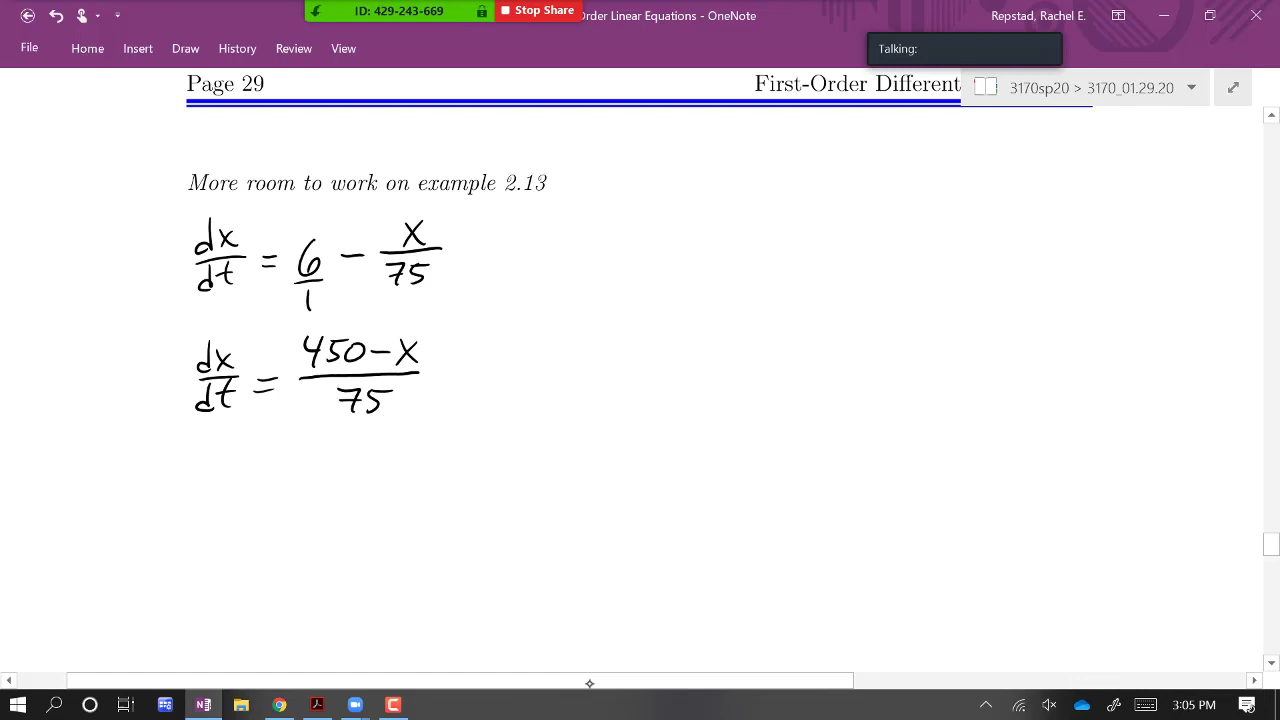 ID: 429-243-669 Stop Share Order Linear Equations - OneNote Repstad, Rachel E.
File Home Insert Draw History Review View Talking:
Page 29 First-Order Different 3170sp20 > 3170_01.29.20
More room to work on example 2.13
dx/dt = 6/1 - x/75
dx/dt = 450-x/75
3:05 PM